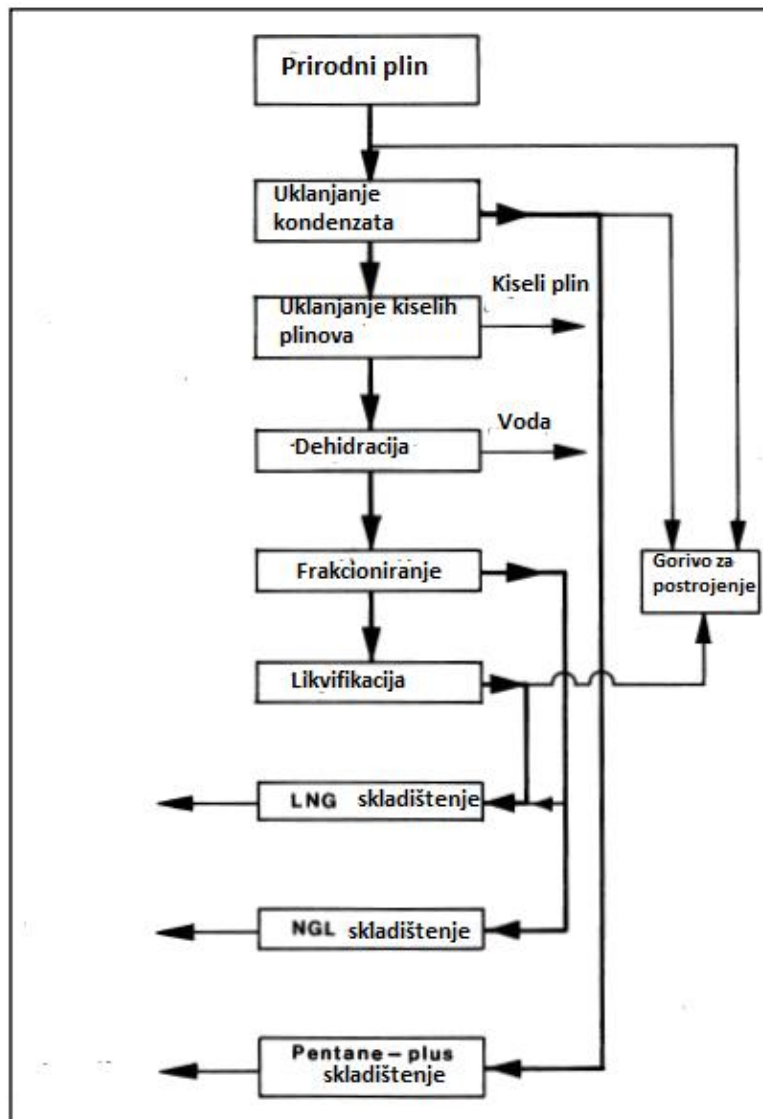 Prirodni plin
Uklanjanje
kondenzata
Kiseli plin
Uklanjanje kiselih
plinova
Voda
Dehidracija
Gorivo za
postrojenje
Frakcioniranje
Likvifikacija
LNG skladištenje
NGL skladištenje
Pentane-plus
skladištenje